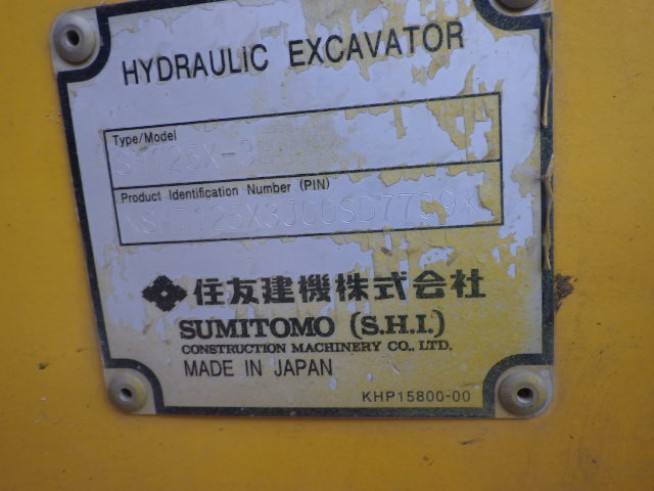 HYDRAULIC EXCAVATOR
Type/Model
Product Identification Number (PIN)
住友建機株式会社
SUMITOMO (S.H.I.)
CONSTRUCTION MACHINERY CO., LTD.
MADE IN JAPAN
KHP15800-00